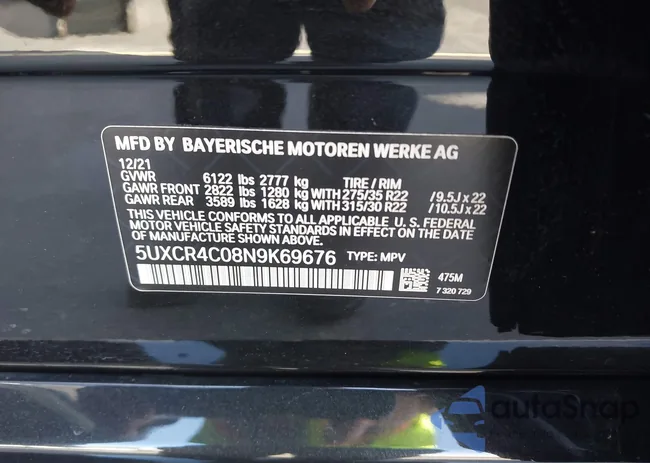 MFD BY BAYERISCHE MOTOREN WERKE AG
12/21
GVWR 6122 lbs 2777 kg TIRE / RIM
GAWR FRONT 2822 lbs 1280 kg WITH 275/35 R22 / 9.5J x 22
GAWR REAR 3589 lbs 1628 kg WITH 315/30 R22 / 10.5J x 22
THIS VEHICLE CONFORMS TO ALL APPLICABLE U. S. FEDERAL
MOTOR VEHICLE SAFETY STANDARDS IN EFFECT ON THE
DATE OF MANUFACTURE SHOWN ABOVE.
5UXCR4C08N9K69676 TYPE: MPV
475M
7 320 729
autoSnap